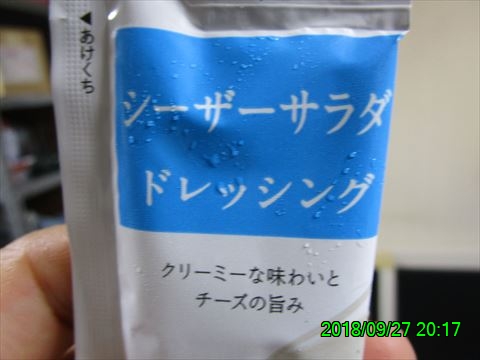 ◀あけくち
シーザーサラダ
ドレッシング
クリーミーな味わいと
チーズの旨み
2018/09/27 20:17